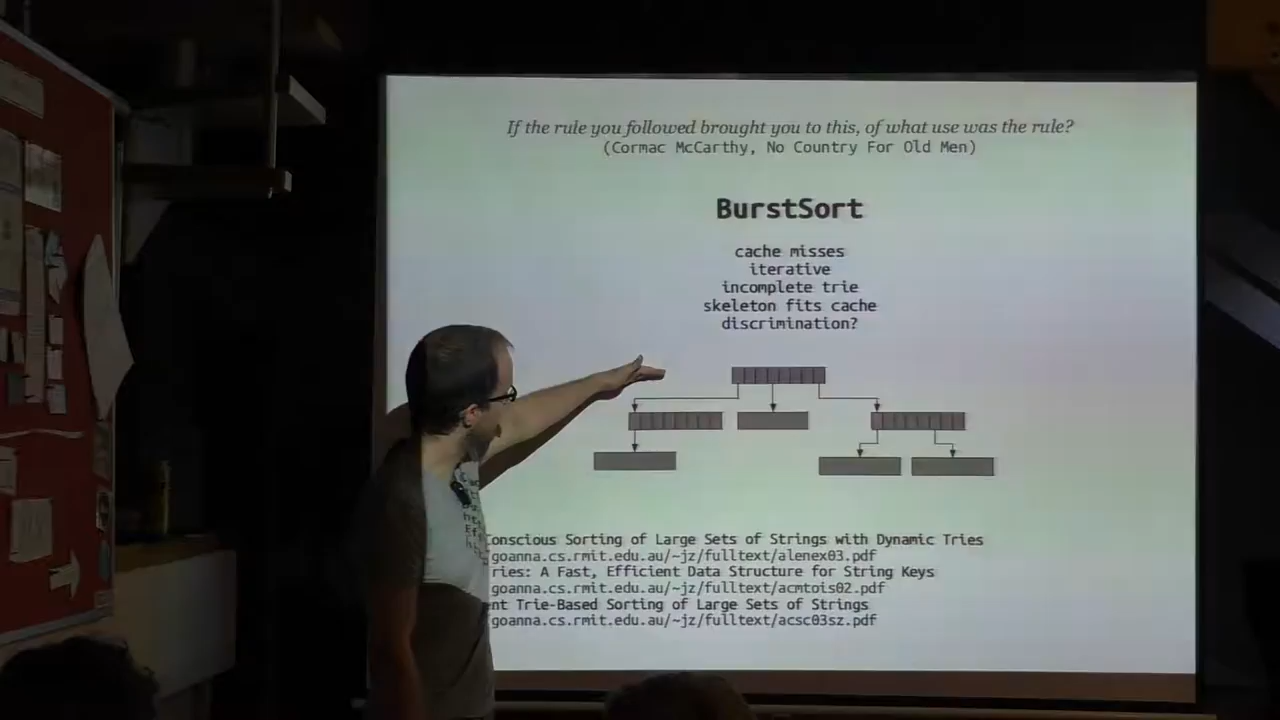 If the rule you followed brought you to this, of what use was the rule?
(Cormac McCarthy, No Country For Old Men)
BurstSort
cache misses
iterative
incomplete trie
skeleton fits cache
discrimination?
Conscious Sorting of Large Sets of Strings with Dynamic Tries
goanna.cs.rmit.edu.au/~jz/fulltext/alenex03.pdf
ries: A Fast, Efficient Data Structure for String Keys
goanna.cs.rmit.edu.au/~jz/fulltext/acmtois02.pdf
nt Trie-Based Sorting of Large Sets of Strings
goanna.cs.rmit.edu.au/~jz/fulltext/acsc03sz.pdf